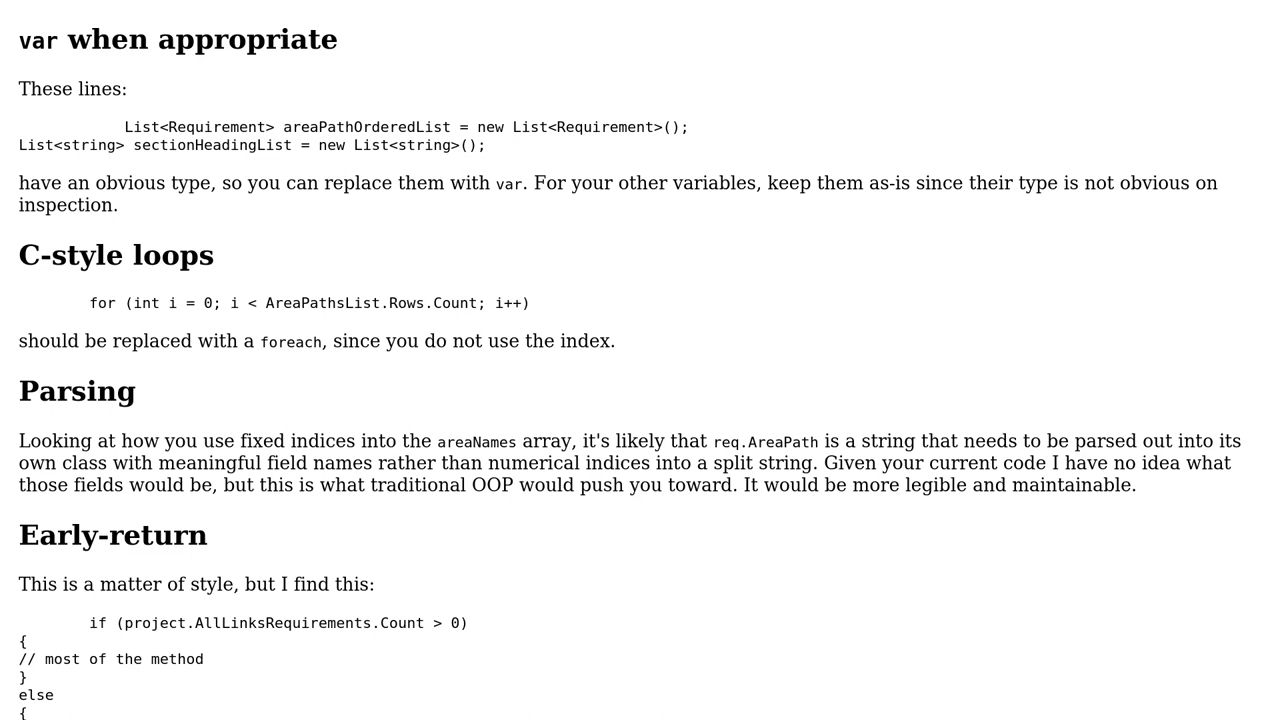 var when appropriate
These lines:
List<Requirement> areaPathOrderedList = new List<Requirement>();
List<string> sectionHeadingList = new List<string>();
have an obvious type, so you can replace them with var. For your other variables, keep them as-is since their type is not obvious on
inspection.
C-style loops
for (int i = 0; i < AreaPathsList.Rows.Count; i++)
should be replaced with a foreach, since you do not use the index.
Parsing
Looking at how you use fixed indices into the areaNames array, it's likely that req.AreaPath is a string that needs to be parsed out into its
own class with meaningful field names rather than numerical indices into a split string. Given your current code I have no idea what
those fields would be, but this is what traditional OOP would push you toward. It would be more legible and maintainable.
Early-return
This is a matter of style, but I find this:
if (project.AllLinksRequirements.Count > 0)
{
// most of the method
}
else
{